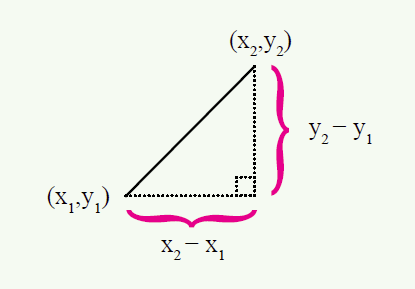 (x₂,y₂)
y₂ − y₁
(x₁,y₁)
x₂ − x₁